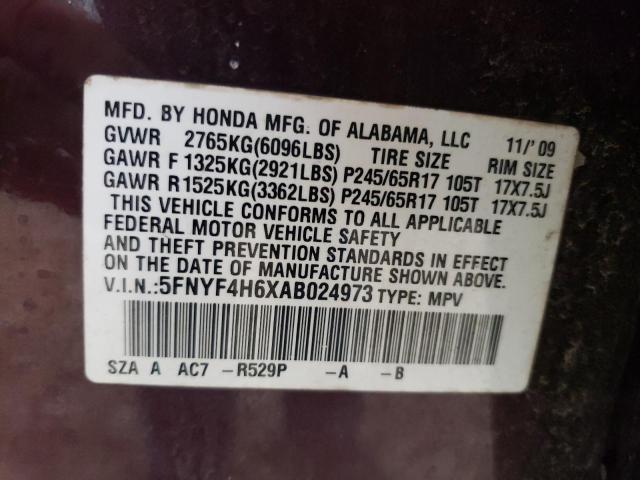 MFD. BY HONDA MFG. OF ALABAMA, LLC 11/'09
GVWR 2765KG(6096LBS) TIRE SIZE RIM SIZE
GAWR F 1325KG(2921LBS) P245/65R17 105T 17X7.5J
GAWR R 1525KG(3362LBS) P245/65R17 105T 17X7.5J
THIS VEHICLE CONFORMS TO ALL APPLICABLE
FEDERAL MOTOR VEHICLE SAFETY
AND THEFT PREVENTION STANDARDS IN EFFECT
ON THE DATE OF MANUFACTURE SHOWN ABOVE.
V.I.N.:5FNYF4H6XAB024973 TYPE: MPV
SZA A AC7 -R529P -A -B